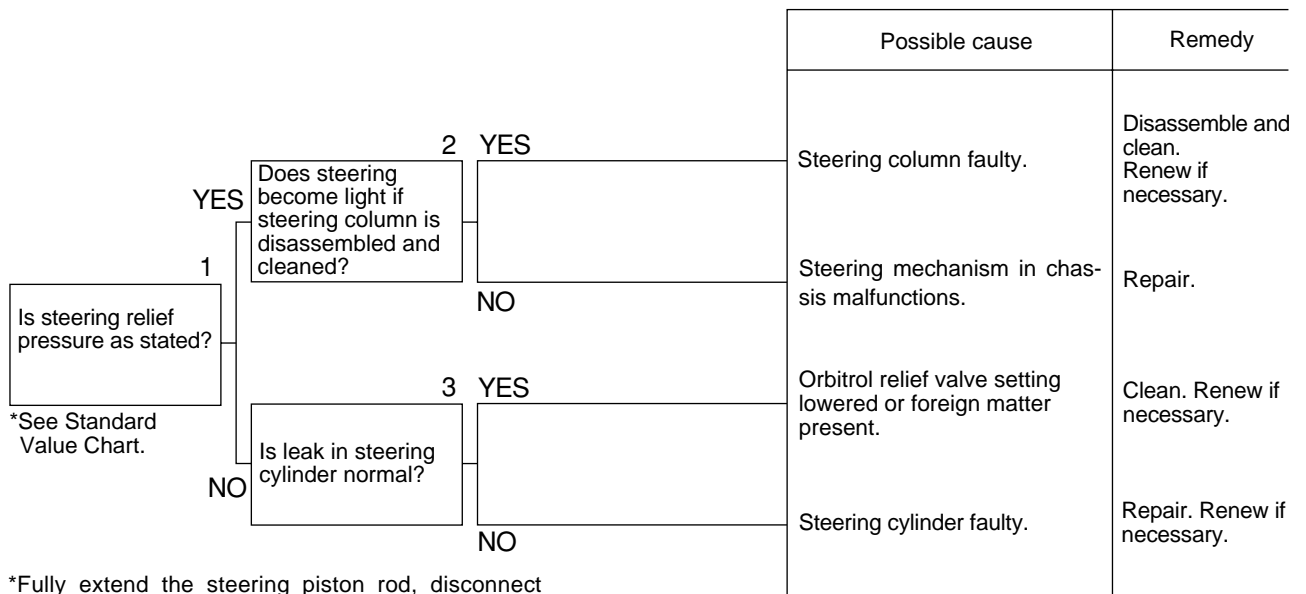 Possible cause
Remedy
1
Is steering relief
pressure as stated?
*See Standard
Value Chart.
YES
2
Does steering
become light if
steering column is
disassembled and
cleaned?
YES
Steering column faulty.
Disassemble and
clean.
Renew if
necessary.
NO
Steering mechanism in chas-
sis malfunctions.
Repair.
NO
3
Is leak in steering
cylinder normal?
YES
Orbitrol relief valve setting
lowered or foreign matter
present.
Clean. Renew if
necessary.
NO
Steering cylinder faulty.
Repair. Renew if
necessary.
*Fully extend the steering piston rod, disconnect